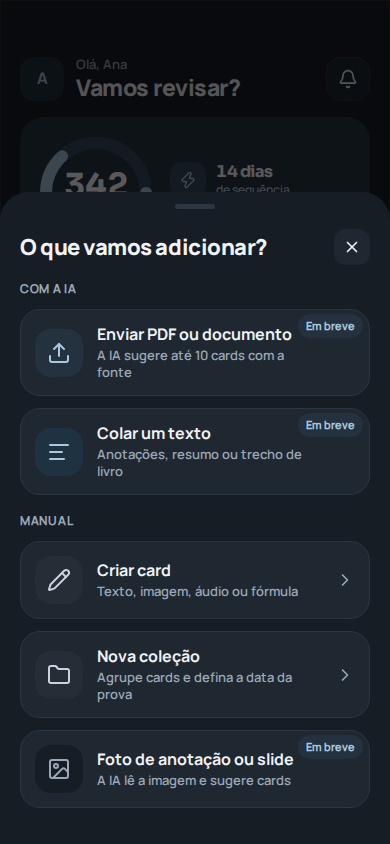 A
Olá, Ana
Vamos revisar?
342
14 dias
de sequência
O que vamos adicionar?
COM A IA
Enviar PDF ou documento
Em breve
A IA sugere até 10 cards com a
fonte
Colar um texto
Em breve
Anotações, resumo ou trecho de
livro
MANUAL
Criar card
Texto, imagem, áudio ou fórmula
Nova coleção
Agrupe cards e defina a data da
prova
Foto de anotação ou slide
Em breve
A IA lê a imagem e sugere cards